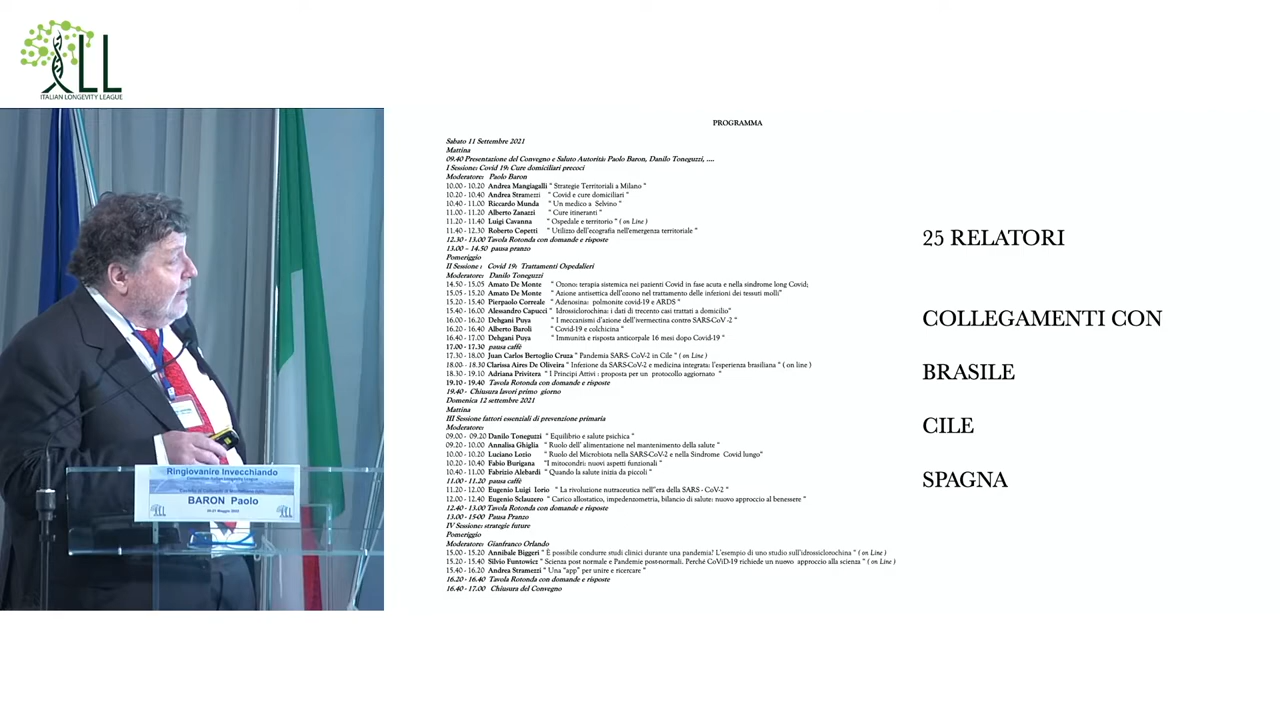 LL
ITALIAN LONGEVITY LEAGUE
Ringiovanire Invecchiando
BARON Paolo
20-21 Maggio 2022
PROGRAMMA
Sabato 11 Settembre 2021
Mattina
09.40 Presentazione del Convegno e Saluto Autorità: Paolo Baron, Danilo Toneguzzi, ....
I Sessione: Covid 19: Cure domiciliari precoci
Moderatore: Paolo Baron
10.00 - 10.20 Andrea Mangiagalli " Strategie Territoriali a Milano "
10.20 - 10.40 Andrea Stramezzi " Covid e cure domiciliari "
10.40 - 11.00 Riccardo Munda " Un medico a Selvino "
11.00 - 11.20 Alberto Zanazzi " Cure itineranti "
11.20 - 11.40 Luigi Cavanna " Ospedale e territorio " ( on Line )
11.40 - 12.30 Roberto Copetti " Utilizzo dell'ecografia nell'emergenza territoriale "
12.30 - 13.00 Tavola Rotonda con domande e risposte
13.00 – 14.50 pausa pranzo
Pomeriggio
II Sessione : Covid 19: Trattamenti Ospedalieri
Moderatore: Danilo Toneguzzi
14.50 - 15.05 Amato De Monte " Ozono: terapia sistemica nei pazienti Covid in fase acuta e nella sindrome long Covid;
15.05 - 15.20 Amato De Monte " Azione antisettica dell'ozono nel trattamento delle infezioni dei tessuti molli"
15.20 - 15.40 Pierpaolo Correale " Adenosina: polmonite covid-19 e ARDS "
15.40 - 16.00 Alessandro Capucci " Idrossiclorochina: i dati di trecento casi trattati a domicilio"
16.00 - 16.20 Dehgani Puya " I meccanismi d'azione dell'ivermectina contro SARS-CoV -2 "
16.20 - 16.40 Alberto Baroli " Covid-19 e colchicina "
16.40 - 17.00 Dehgani Puya " Immunità e risposta anticorpale 16 mesi dopo Covid-19 "
17.00 - 17.30 pausa caffè
17.30 - 18.00 Juan Carlos Bertoglio Cruza " Pandemia SARS- CoV-2 in Cile " ( on Line )
18.00 - 18.30 Clarissa Aires De Oliveira " Infezione da SARS-CoV-2 e medicina integrata: l'esperienza brasiliana " ( on line )
18.30 - 19.10 Adriana Privitera " I Principi Attivi : proposta per un protocollo aggiornato "
19.10 - 19.40 Tavola Rotonda con domande e risposte
19.40 - Chiusura lavori primo giorno
Domenica 12 settembre 2021
Mattina
III Sessione fattori essenziali di prevenzione primaria
Moderatore:
09.00 - 09.20 Danilo Toneguzzi " Equilibrio e salute psichica "
09.20 - 10.00 Annalisa Ghiglia " Ruolo dell' alimentazione nel mantenimento della salute "
10.00 - 10.20 Luciano Lozio " Ruolo del Microbiota nella SARS-CoV-2 e nella Sindrome Covid lungo"
10.20 - 10.40 Fabio Burigana "I mitocondri: nuovi aspetti funzionali "
10.40 - 11.00 Fabrizio Alebardi " Quando la salute inizia da piccoli "
11.00 - 11.20 pausa caffè
11.20 - 12.00 Eugenio Luigi Iorio " La rivoluzione nutraceutica nell''era della SARS - CoV-2 "
12.00 - 12.40 Eugenio Sclauzero " Carico allostatico, impedenzometria, bilancio di salute: nuovo approccio al benessere "
12.40 - 13.00 Tavola Rotonda con domande e risposte
13.00 - 15-00 Pausa Pranzo
IV Sessione: strategie future
Pomeriggio
Moderatore: Gianfranco Orlando
15.00 - 15.20 Annibale Biggeri " È possibile condurre studi clinici durante una pandemia? L'esempio di uno studio sull'idrossiclorochina " ( on Line )
15.20 - 15.40 Silvio Funtowicz " Scienza post normale e Pandemie post-normali. Perché CoViD-19 richiede un nuovo approccio alla scienza " ( on Line )
15.40 - 16.20 Andrea Stramezzi " Una "app" per unire e ricercare "
16.20 - 16.40 Tavola Rotonda con domande e risposte
16.40 - 17.00 Chiusura del Convegno
25 RELATORI
COLLEGAMENTI CON
BRASILE
CILE
SPAGNA